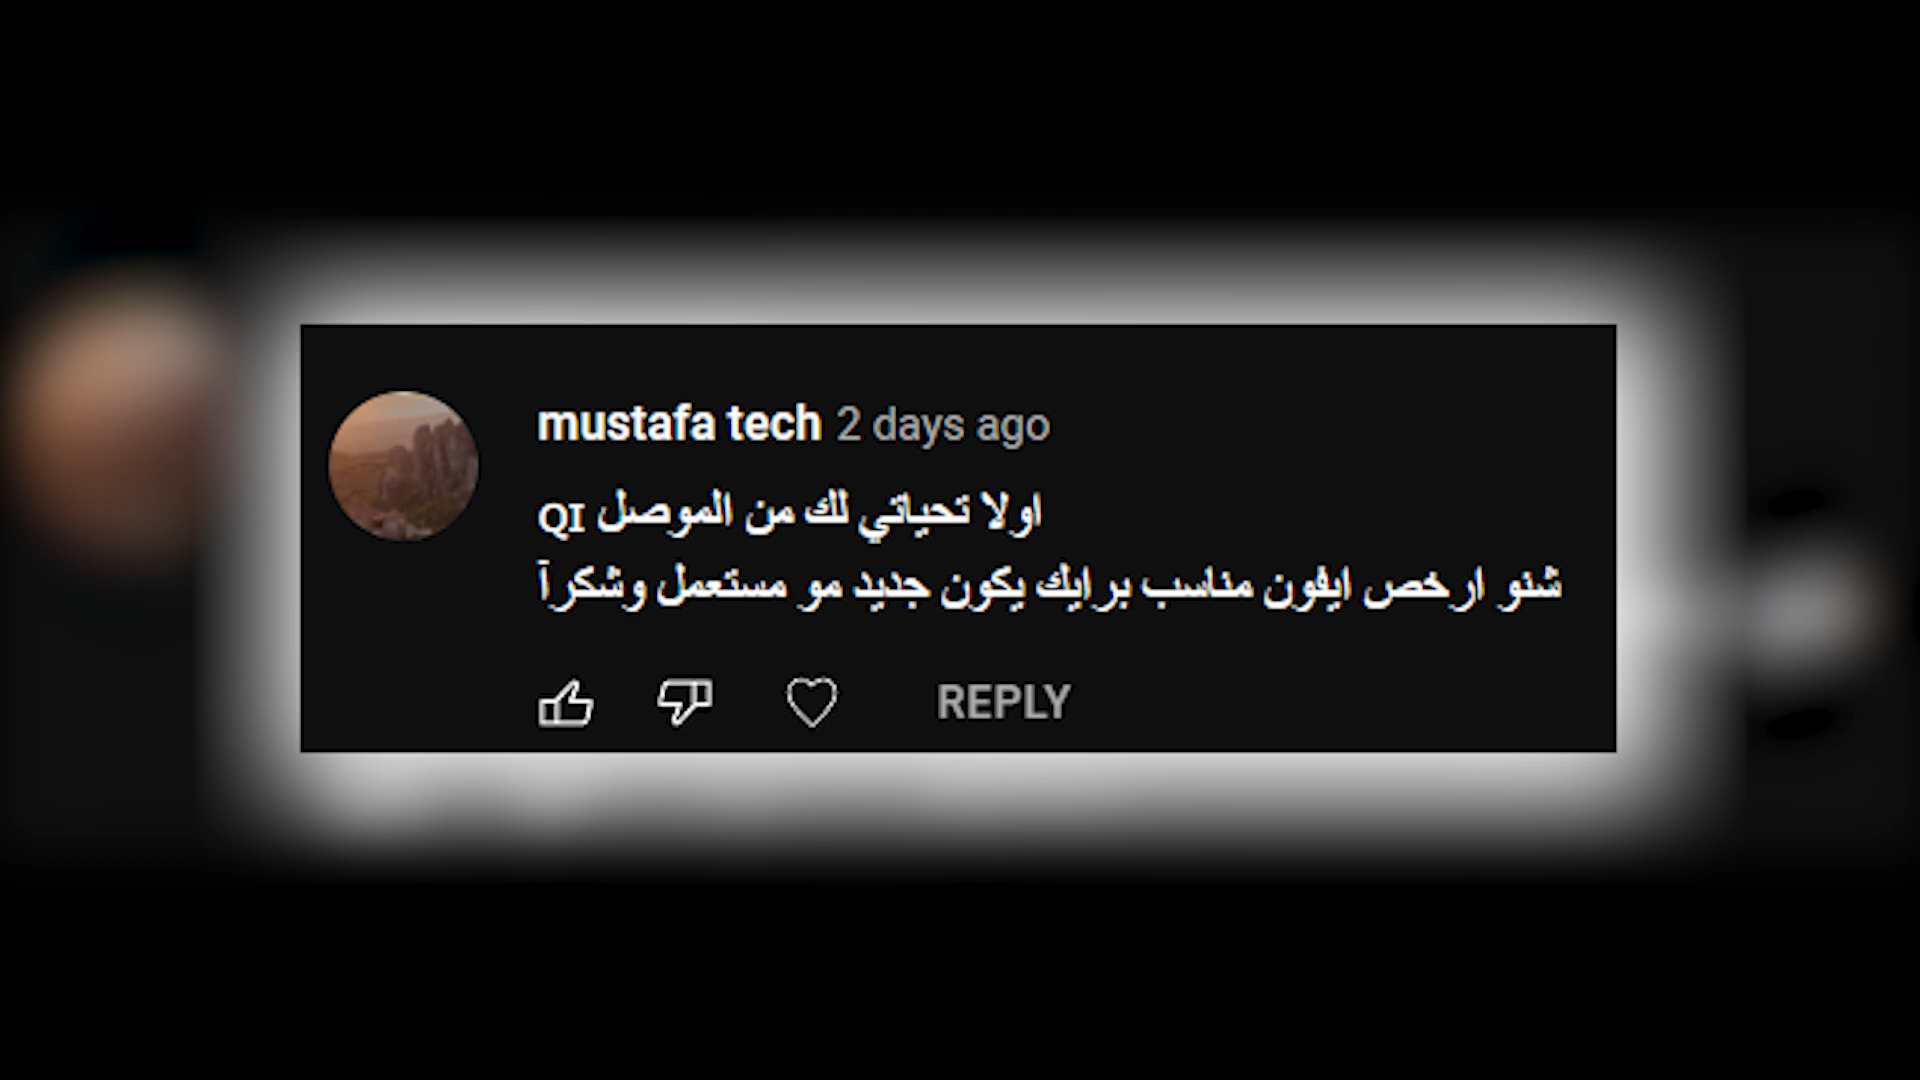 mustafa tech 2 days ago
اولا تحياتي لك من الموصل QI
شنو ارخص ايفون مناسب برايك يكون جديد مو مستعمل وشكرآ
REPLY